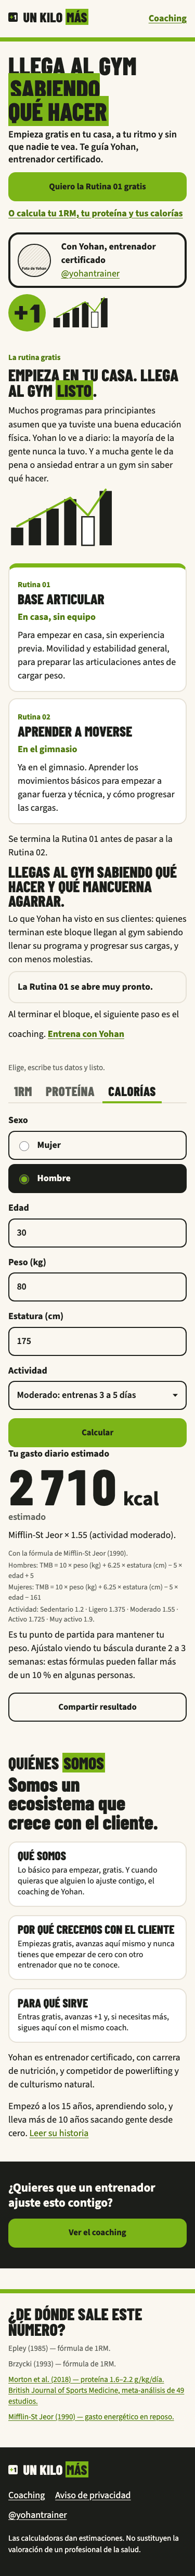 +1 UN KILO MÁS
Coaching
LLEGA AL GYM
SABIENDO
QUÉ HACER
Empieza gratis en tu casa, a tu ritmo y sin
que nadie te vea. Te guía Yohan,
entrenador certificado.
Quiero la Rutina 01 gratis
O calcula tu 1RM, tu proteína y tus calorías
Foto de Yohan
Con Yohan, entrenador
certificado
@yohantrainer
+1
La rutina gratis
EMPIEZA EN TU CASA. LLEGA
AL GYM LISTO.
Muchos programas para principiantes
asumen que ya tuviste una buena educación
física. Yohan lo ve a diario: la mayoría de la
gente nunca la tuvo. Y a mucha gente le da
pena o ansiedad entrar a un gym sin saber
qué hacer.
Rutina 01
BASE ARTICULAR
En casa, sin equipo
Para empezar en casa, sin experiencia
previa. Movilidad y estabilidad general,
para preparar las articulaciones antes de
cargar peso.
Rutina 02
APRENDER A MOVERSE
En el gimnasio
Ya en el gimnasio. Aprender los
movimientos básicos para empezar a
ganar fuerza y técnica, y cómo progresar
las cargas.
Se termina la Rutina 01 antes de pasar a la
Rutina 02.
LLEGAS AL GYM SABIENDO QUÉ
HACER Y QUÉ MANCUERNA
AGARRAR.
Lo que Yohan ha visto en sus clientes: quienes
terminan este bloque llegan al gym sabiendo
llenar su programa y progresar sus cargas, y
con menos molestias.
La Rutina 01 se abre muy pronto.
Al terminar el bloque, el siguiente paso es el
coaching. Entrena con Yohan
Elige, escribe tus datos y listo.
1RM PROTEÍNA CALORÍAS
Sexo
Mujer
Hombre
Edad
30
Peso (kg)
80
Estatura (cm)
175
Actividad
Moderado: entrenas 3 a 5 días
Calcular
Tu gasto diario estimado
2 710 kcal
estimado
Mifflin-St Jeor × 1.55 (actividad moderado).
Con la fórmula de Mifflin-St Jeor (1990).
Hombres: TMB = 10 × peso (kg) + 6.25 × estatura (cm) − 5 ×
edad + 5
Mujeres: TMB = 10 × peso (kg) + 6.25 × estatura (cm) − 5 ×
edad − 161
Actividad: Sedentario 1.2 · Ligero 1.375 · Moderado 1.55 ·
Activo 1.725 · Muy activo 1.9.
Es tu punto de partida para mantener tu
peso. Ajústalo viendo tu báscula durante 2 a 3
semanas: estas fórmulas pueden fallar más
de un 10 % en algunas personas.
Compartir resultado
QUIÉNES SOMOS
Somos un
ecosistema que
crece con el cliente.
QUÉ SOMOS
Lo básico para empezar, gratis. Y cuando
quieras que alguien lo ajuste contigo, el
coaching de Yohan.
POR QUÉ CRECEMOS CON EL CLIENTE
Empiezas gratis, avanzas aquí mismo y nunca
tienes que empezar de cero con otro
entrenador que no te conoce.
PARA QUÉ SIRVE
Entras gratis, avanzas +1 y, si necesitas más,
sigues aquí con el mismo coach.
Yohan es entrenador certificado, con carrera
de nutrición, y competidor de powerlifting y
de culturismo natural.
Empezó a los 15 años, aprendiendo solo, y
lleva más de 10 años sacando gente desde
cero. Leer su historia
¿Quieres que un entrenador
ajuste esto contigo?
Ver el coaching
¿DE DÓNDE SALE ESTE
NÚMERO?
Epley (1985) — fórmula de 1RM.
Brzycki (1993) — fórmula de 1RM.
Morton et al. (2018) — proteína 1.6–2.2 g/kg/día.
British Journal of Sports Medicine, meta-análisis de 49
estudios.
Mifflin-St Jeor (1990) — gasto energético en reposo.
+1 UN KILO MÁS
Coaching Aviso de privacidad
@yohantrainer
Las calculadoras dan estimaciones. No sustituyen la
valoración de un profesional de la salud.